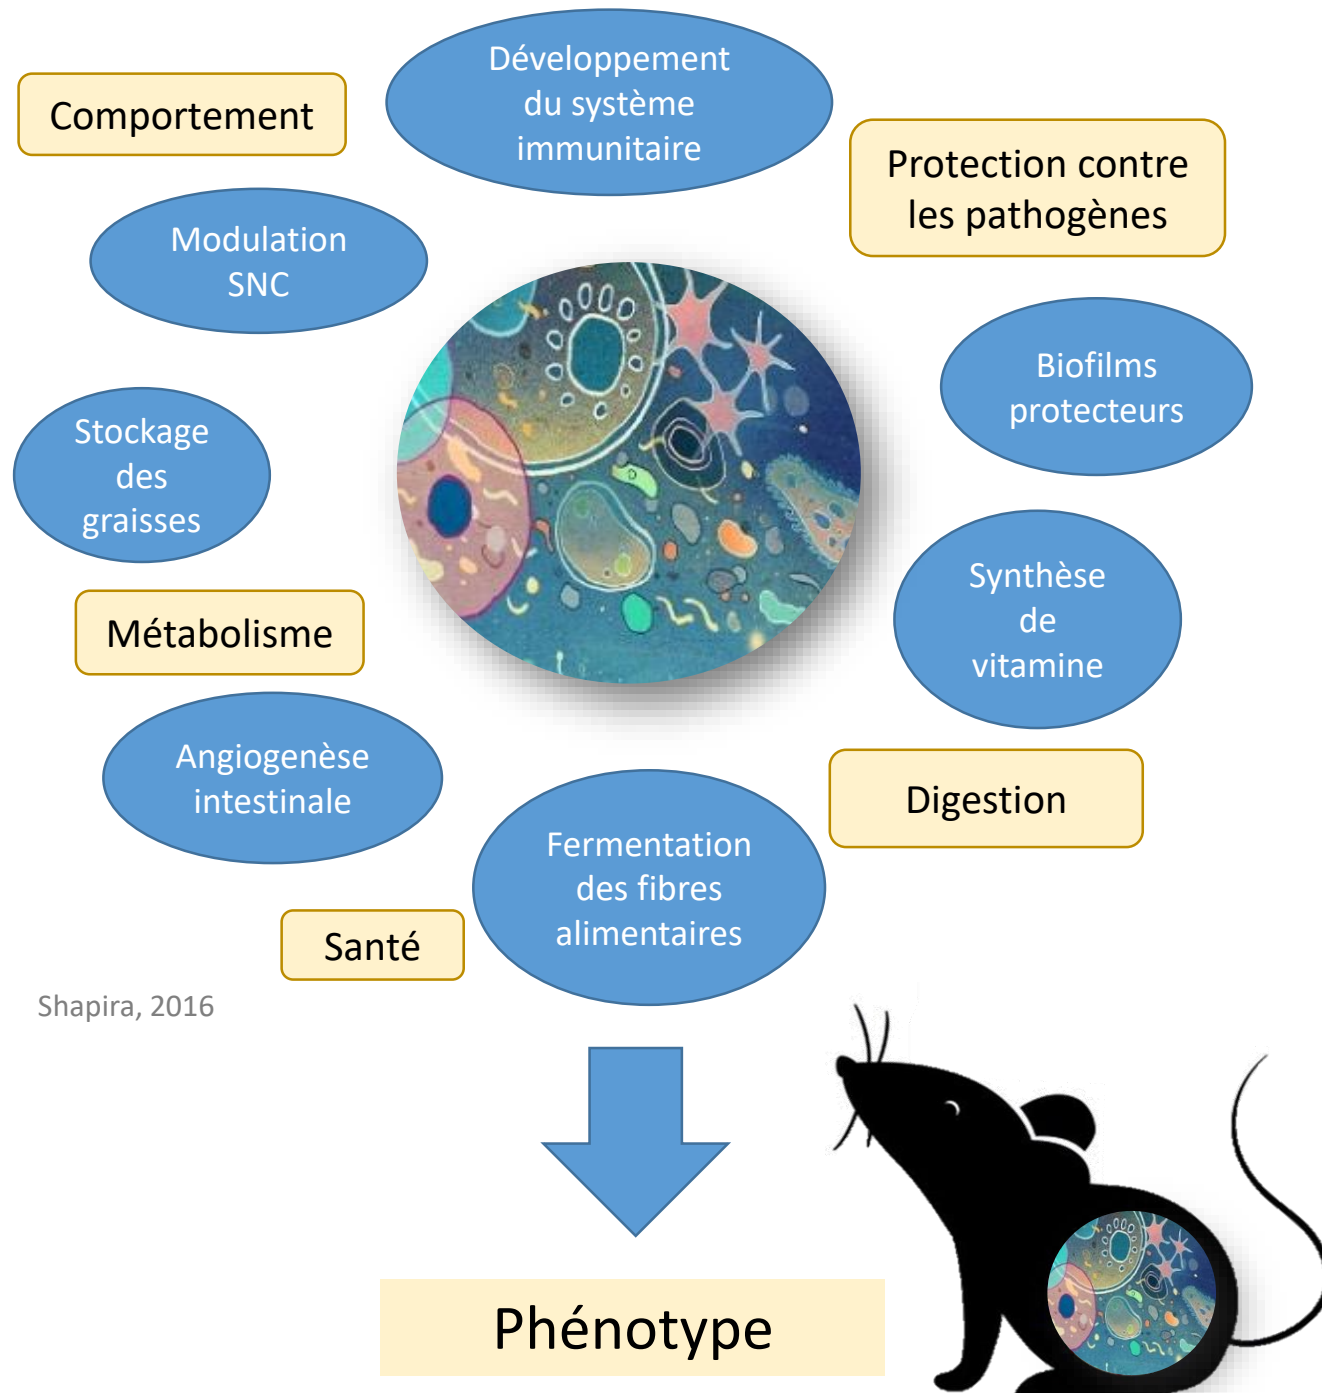 Développement
du système
immunitaire
Comportement
Protection contre
les pathogènes
Modulation
SNC
Biofilms
protecteurs
Stockage
des
graisses
Synthèse
de
vitamine
Métabolisme
Angiogenèse
intestinale
Digestion
Fermentation
des fibres
alimentaires
Santé
Shapira, 2016
Phénotype